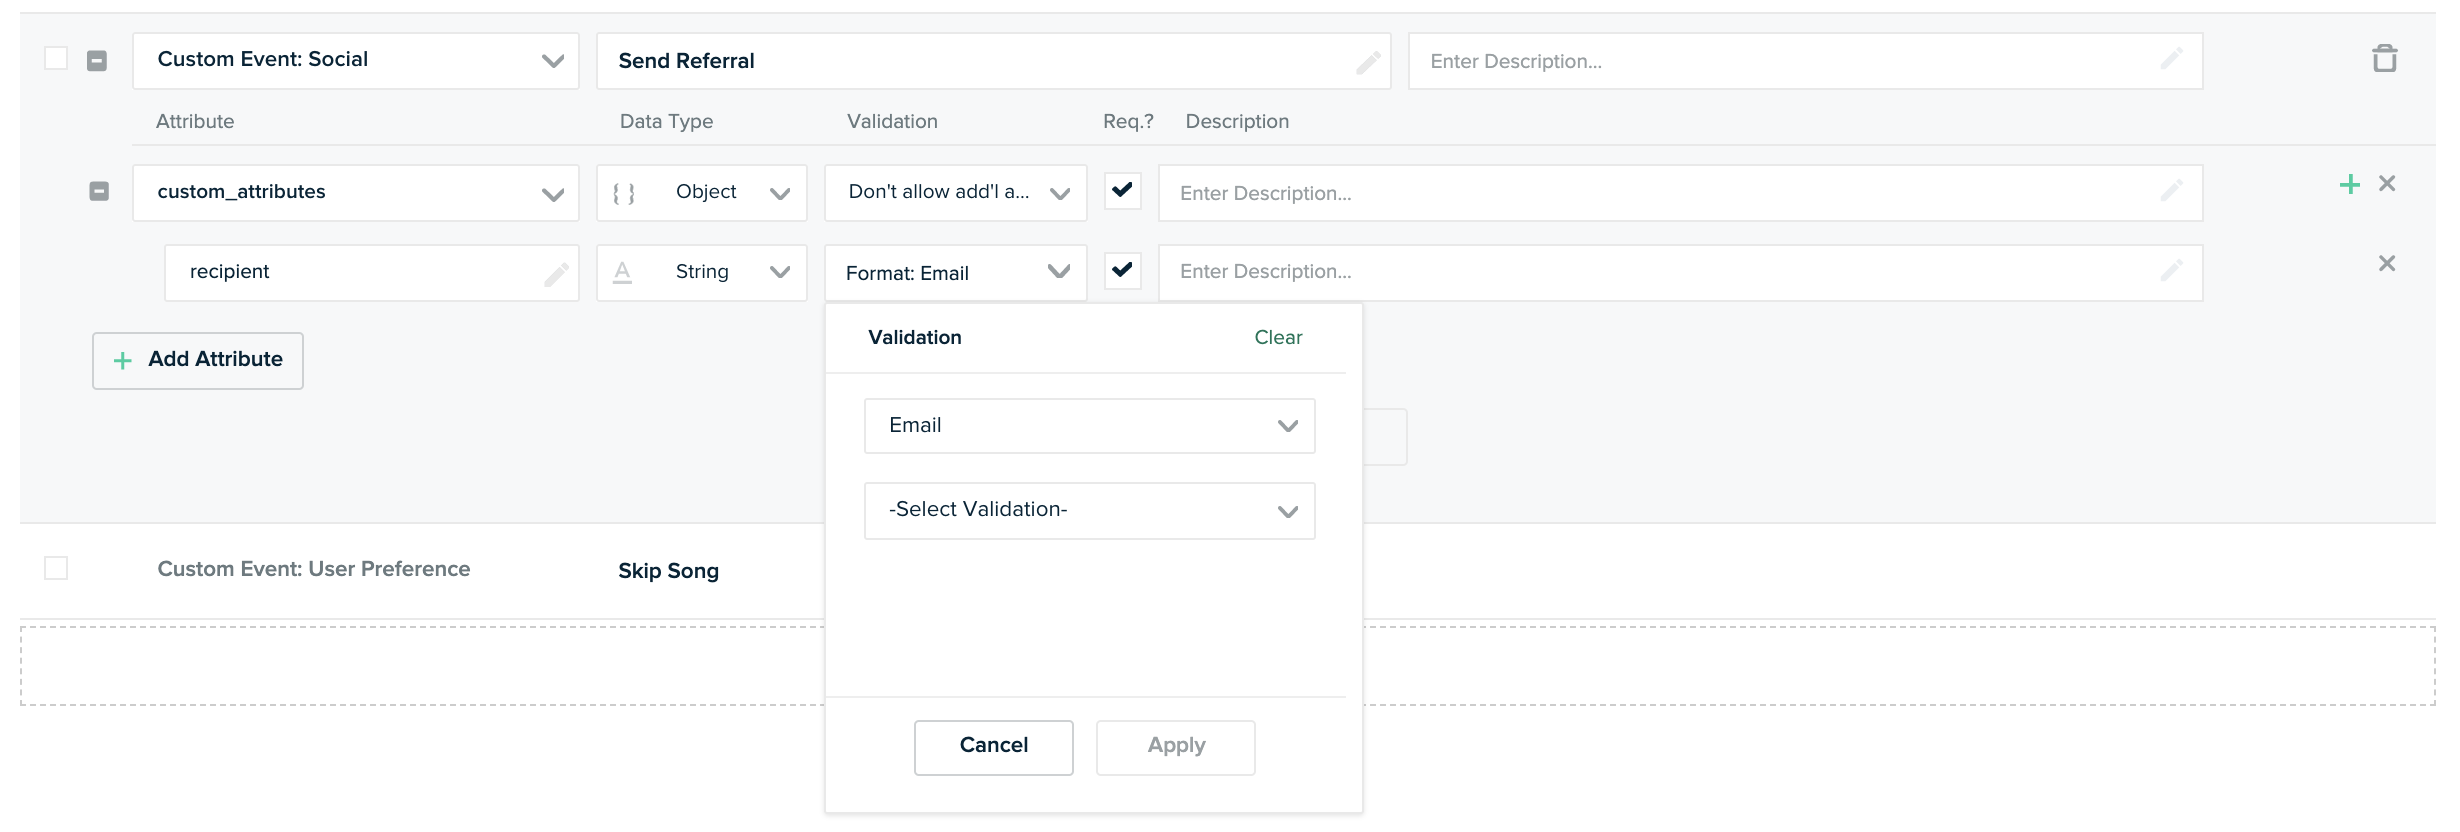 Custom Event: Social
Send Referral
Enter Description...
Attribute Data Type Validation Req.? Description
custom_attributes { } Object Don't allow add'l a... Enter Description...
recipient A String Format: Email Enter Description...
Validation Clear
+ Add Attribute
Email
-Select Validation-
Custom Event: User Preference Skip Song
Cancel Apply